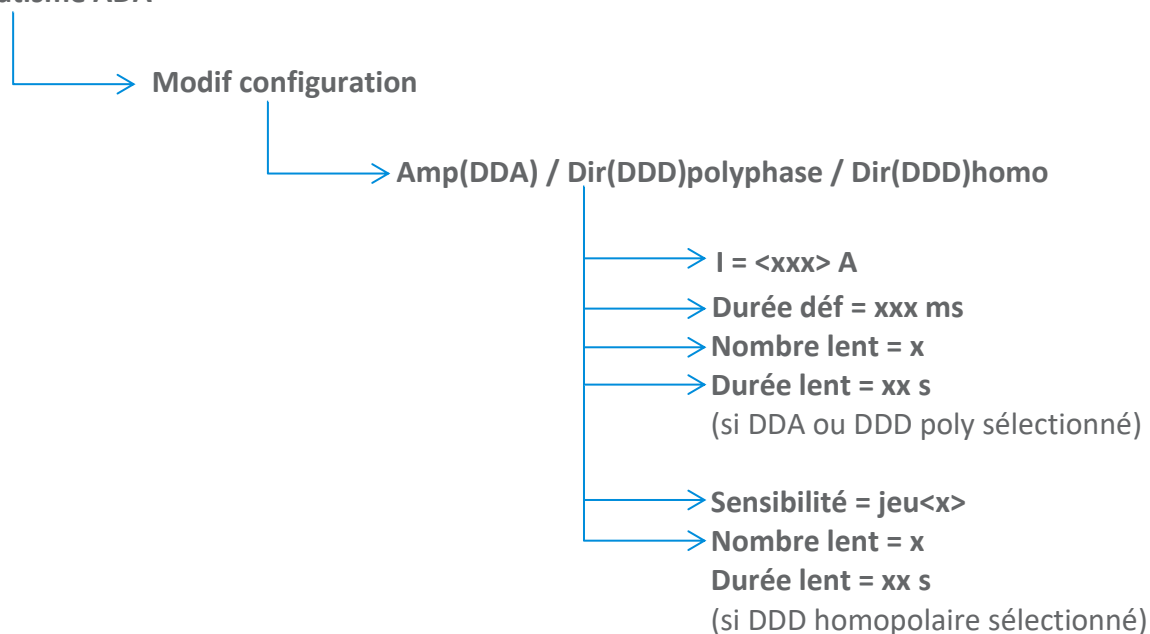 Modif configuration
Amp(DDA) / Dir(DDD)polyphase / Dir(DDD)homo
I = <xxx> A
Durée déf = xxx ms
Nombre lent = x
Durée lent = xx s
(si DDA ou DDD poly sélectionné)
Sensibilité = jeu<x>
Nombre lent = x
Durée lent = xx s
(si DDD homopolaire sélectionné)